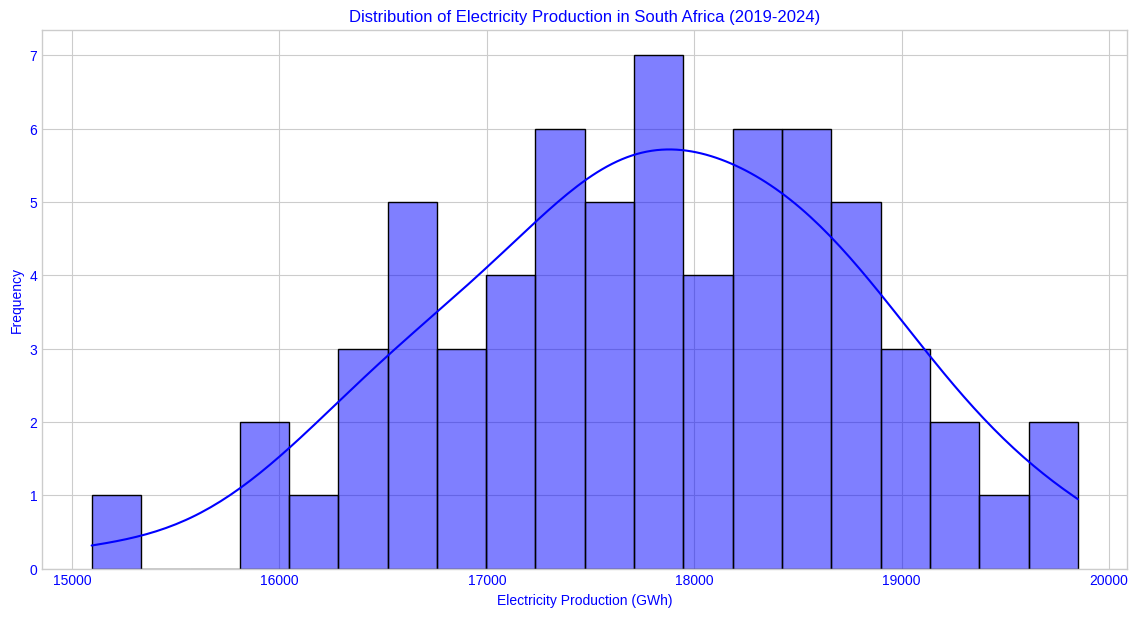 Distribution of Electricity Production in South Africa (2019-2024)
Frequency
7
6
5
4
3
2
1
0
15000 16000 17000 18000 19000 20000
Electricity Production (GWh)